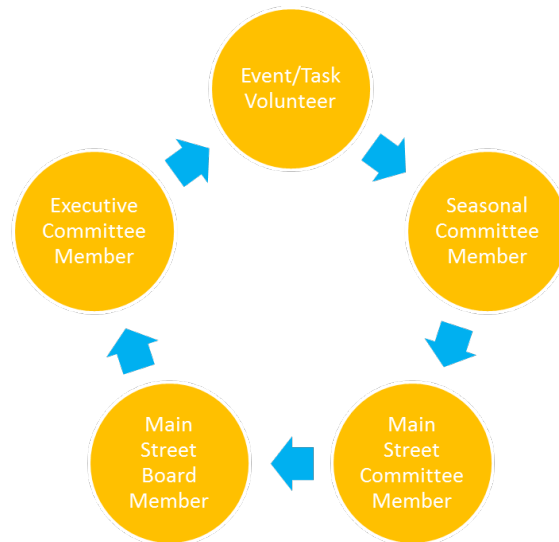 Event/Task
Volunteer
Seasonal
Committee
Member
Main
Street
Committee
Member
Main
Street
Board
Member
Executive
Committee
Member